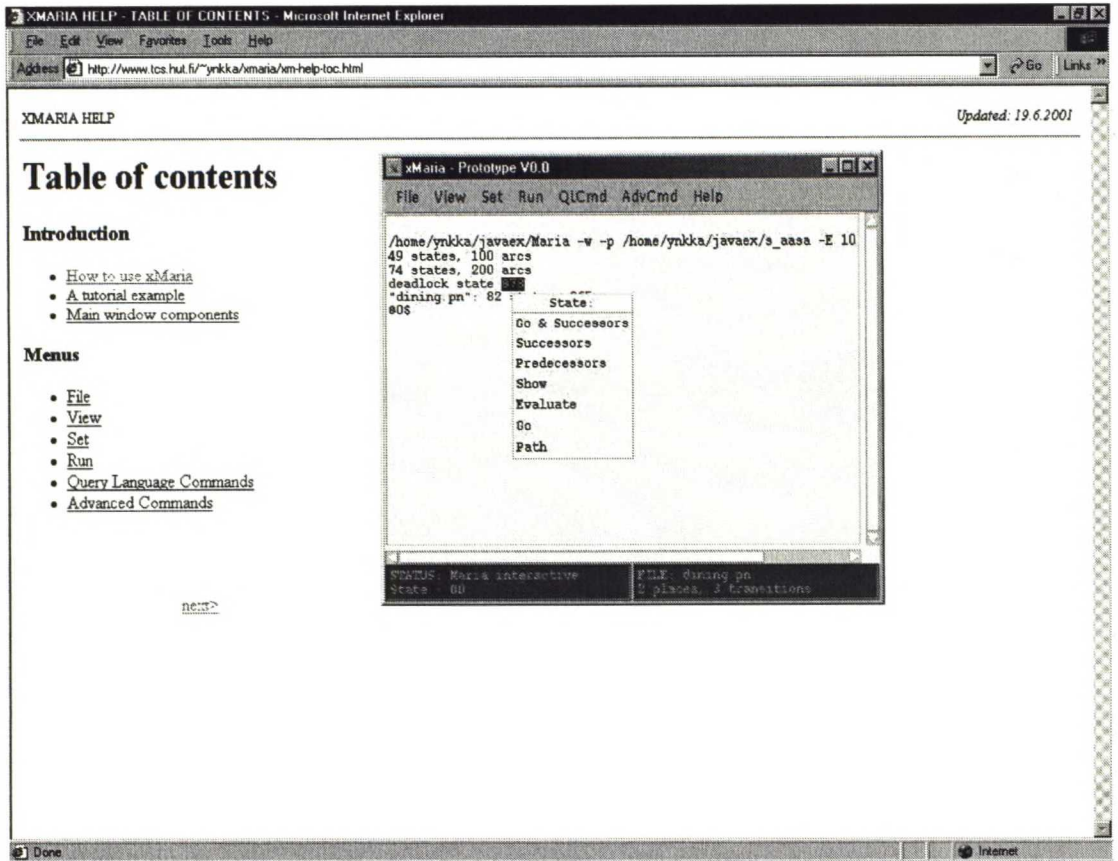 XMARIA HELP - TABLE OF CONTENTS - Microsoft Internet Explorer
File Edit View Favorites Tools Help
Address http://www.tcs.hut.fi/~ynkka/xmaria/xm-help-toc.html Go Links »
XMARIA HELP
Updated: 19.6.2001
Table of contents
Introduction
• How to use xMaria
• A tutorial example
• Main window components
Menus
• File
• View
• Set
• Run
• Query Language Commands
• Advanced Commands
next>
xMaria - Prototype V0.0
File View Set Run QLCmd AdvCmd Help
/home/ynkka/javaex/Maria -w -p /home/ynkka/javaex/s_aasa -E 10
49 states, 100 arcs
74 states, 200 arcs
deadlock state
"dining.pn": 82
@0$
State:
Go & Successors
Successors
Predecessors
Show
Evaluate
Go
Path
STATUS: Maria interactive
State : @0
FILE: dining.pn
2 places, 3 transitions
Done
Internet